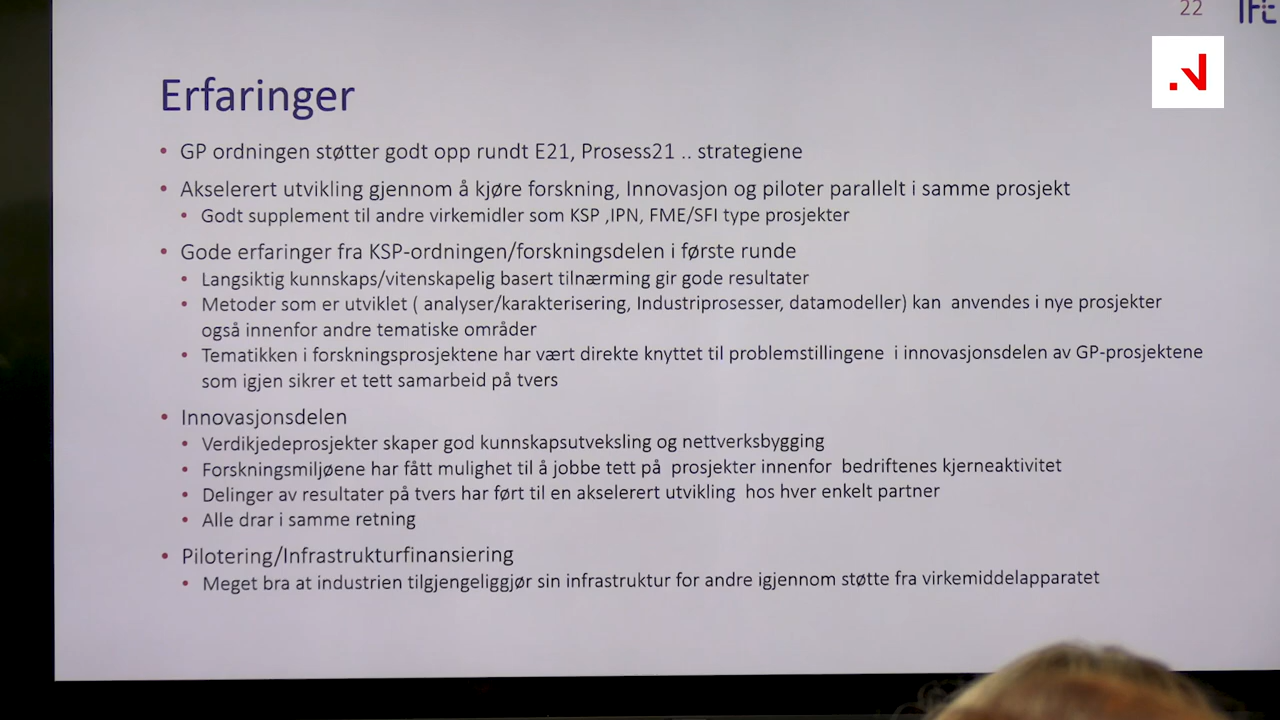 22
IFE
Erfaringer
• GP ordningen støtter godt opp rundt E21, Prosess21 .. strategiene
• Akselerert utvikling gjennom å kjøre forskning, Innovasjon og piloter parallelt i samme prosjekt
• Godt supplement til andre virkemidler som KSP ,IPN, FME/SFI type prosjekter
• Gode erfaringer fra KSP-ordningen/forskningsdelen i første runde
• Langsiktig kunnskaps/vitenskapelig basert tilnærming gir gode resultater
• Metoder som er utviklet ( analyser/karakterisering, Industriprosesser, datamodeller) kan anvendes i nye prosjekter
også innenfor andre tematiske områder
• Tematikken i forskningsprosjektene har vært direkte knyttet til problemstillingene i innovasjonsdelen av GP-prosjektene
som igjen sikrer et tett samarbeid på tvers
• Innovasjonsdelen
• Verdikjedeprosjekter skaper god kunnskapsutveksling og nettverksbygging
• Forskningsmiljøene har fått mulighet til å jobbe tett på prosjekter innenfor bedriftenes kjerneaktivitet
• Delinger av resultater på tvers har ført til en akselerert utvikling hos hver enkelt partner
• Alle drar i samme retning
• Pilotering/Infrastrukturfinansiering
• Meget bra at industrien tilgjengeliggjør sin infrastruktur for andre igjennom støtte fra virkemiddelapparatet